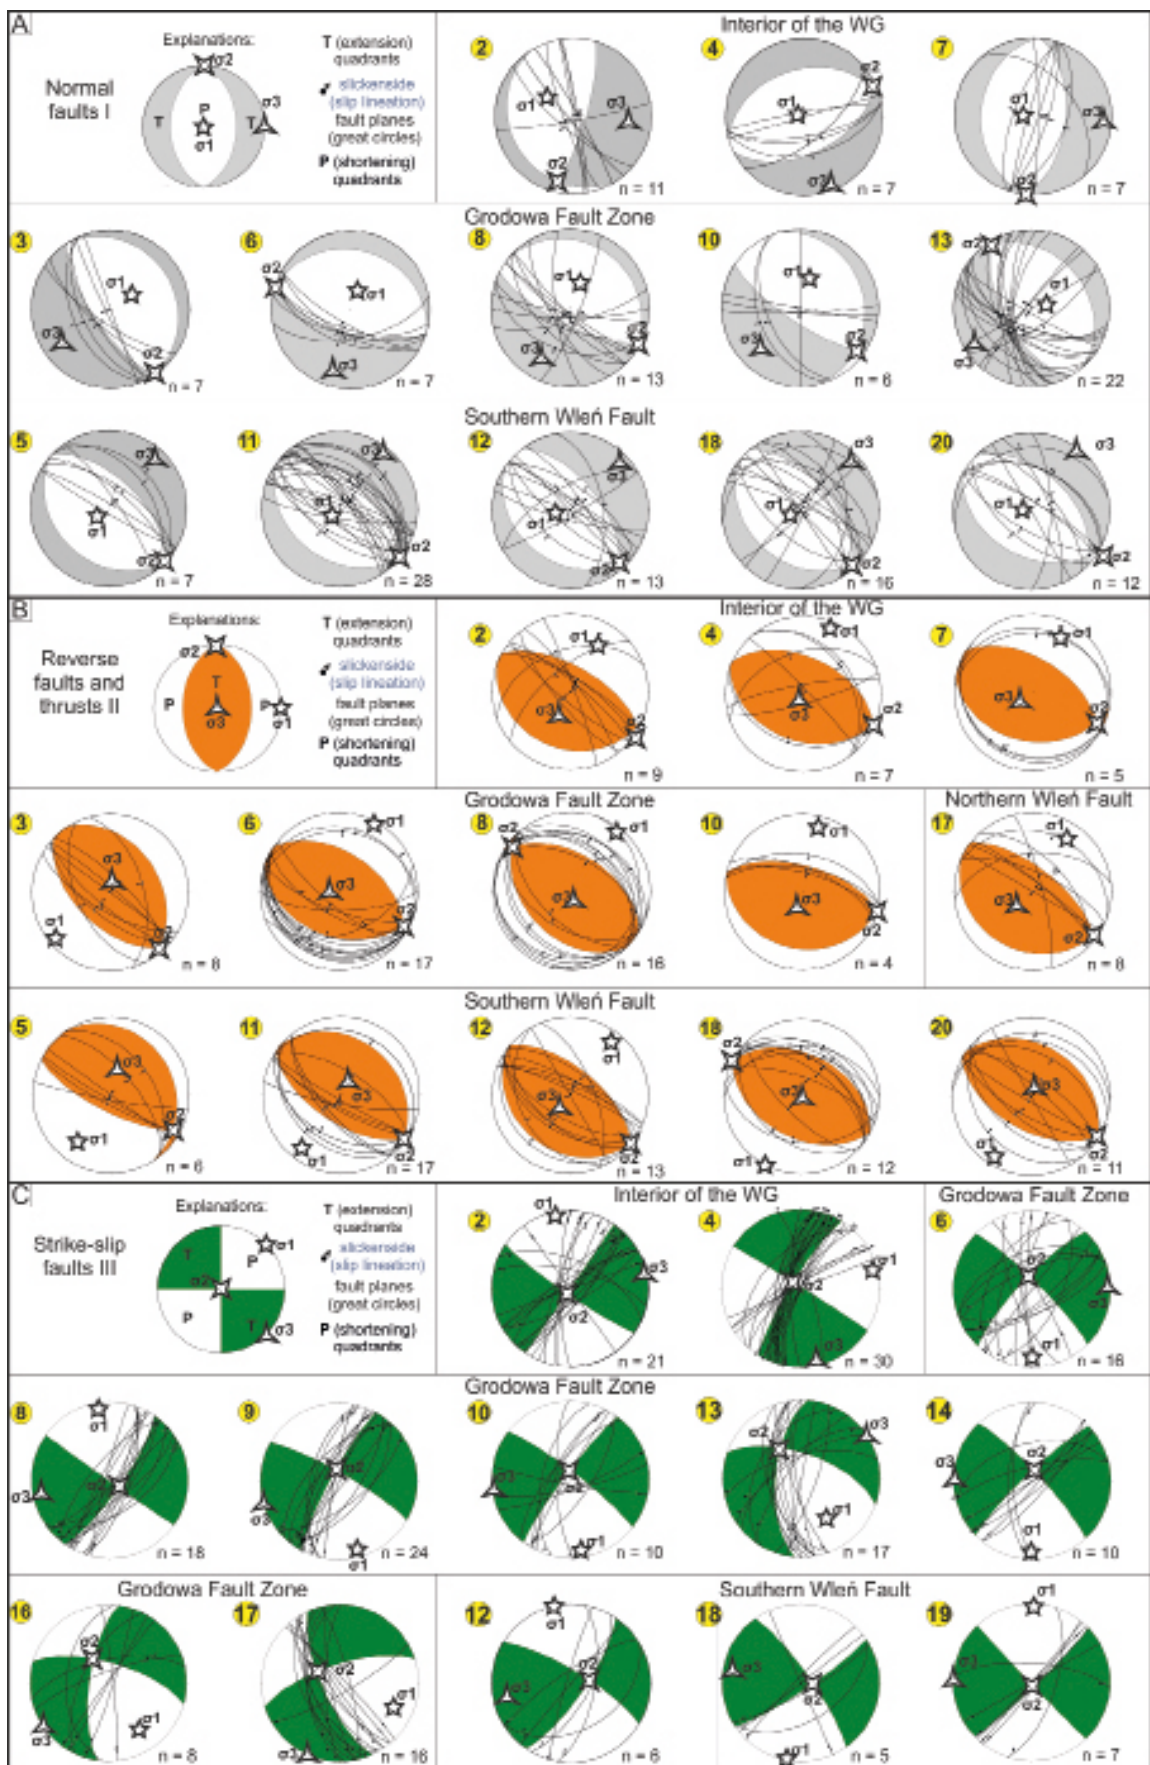 A
Explanations:
Normal
faults I
σ2
σ3
T
P
T
σ1
T (extension)
quadrants
slickenside
(slip lineation)
fault planes
(great circles)
P (shortening)
quadrants
Interior of the WG
2
σ1
σ3
σ2
n = 11
4
σ2
σ1
σ3
n = 7
7
σ1
σ3
σ2
n = 7
Grodowa Fault Zone
3
σ1
σ3
σ2
n = 7
6
σ2
σ1
σ3
n = 7
8
σ1
σ2
σ3
n = 13
10
σ1
σ3
σ2
n = 6
13
σ2
σ1
σ3
n = 22
Southern Wleń Fault
5
σ3
σ1
σ2
n = 7
11
σ3
σ1
σ2
n = 28
12
σ3
σ1
σ2
n = 13
18
σ3
σ1
σ2
n = 16
20
σ3
σ1
σ2
n = 12
B
Explanations:
Reverse
faults and
thrusts II
σ2
T
P
P
σ3
σ1
T (extension)
quadrants
slickenside
(slip lineation)
fault planes
(great circles)
P (shortening)
quadrants
Interior of the WG
2
σ1
σ3
σ2
n = 9
4
σ1
σ3
σ2
n = 7
7
σ1
σ3
σ2
n = 5
Grodowa Fault Zone
3
σ3
σ1
σ2
n = 8
6
σ1
σ3
σ2
n = 17
8
σ2
σ1
σ3
n = 16
10
σ1
σ3
σ2
n = 4
Northern Wleń Fault
17
σ1
σ3
σ2
n = 8
Southern Wleń Fault
5
σ3
σ2
σ1
n = 6
11
σ3
σ1
σ2
n = 17
12
σ1
σ3
σ2
n = 13
18
σ2
σ3
σ1
n = 12
20
σ3
σ1
σ2
n = 11
C
Explanations:
Strike-slip
faults III
T
σ1
P
σ2
P
T
σ3
T (extension)
quadrants
slickenside
(slip lineation)
fault planes
(great circles)
P (shortening)
quadrants
Interior of the WG
2
σ1
σ3
σ2
n = 21
4
σ1
σ2
σ3
n = 30
Grodowa Fault Zone
6
σ2
σ3
σ1
n = 16
Grodowa Fault Zone
8
σ1
σ2
σ3
n = 18
9
σ2
σ3
σ1
n = 24
10
σ3
σ2
σ1
n = 10
13
σ2
σ3
σ1
n = 17
14
σ2
σ3
σ1
n = 10
Grodowa Fault Zone
16
σ2
σ1
σ3
n = 8
17
σ2
σ1
σ3
n = 16
Southern Wleń Fault
12
σ1
σ2
σ3
n = 6
18
σ3
σ2
σ1
n = 5
19
σ1
σ3
σ2
n = 7